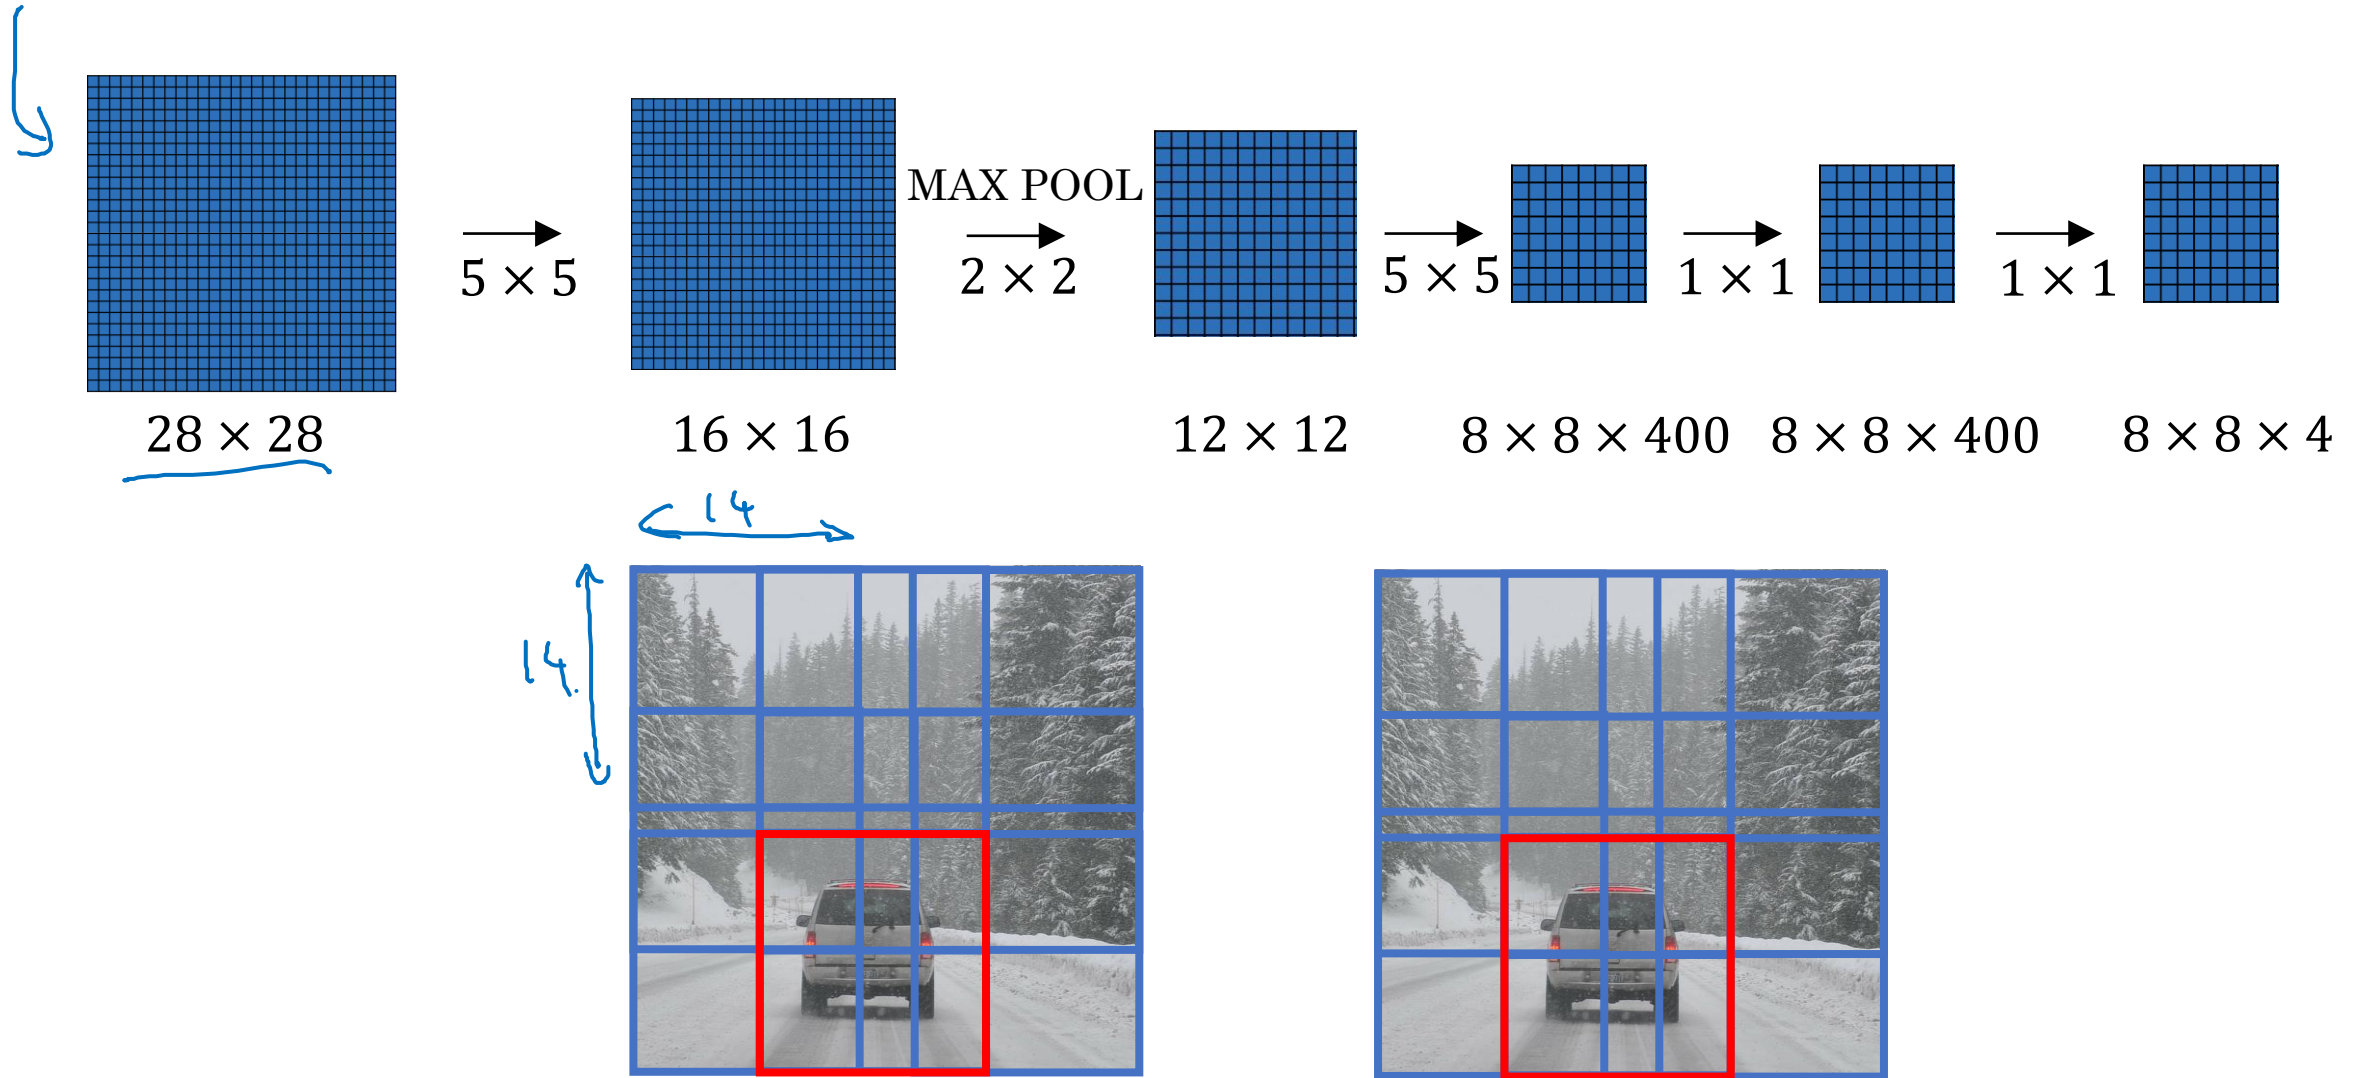 MAX POOL
5 × 5
2 × 2
5 × 5
1 × 1
1 × 1
28 × 28
16 × 16
12 × 12
8 × 8 × 400
8 × 8 × 400
8 × 8 × 4
14
14.